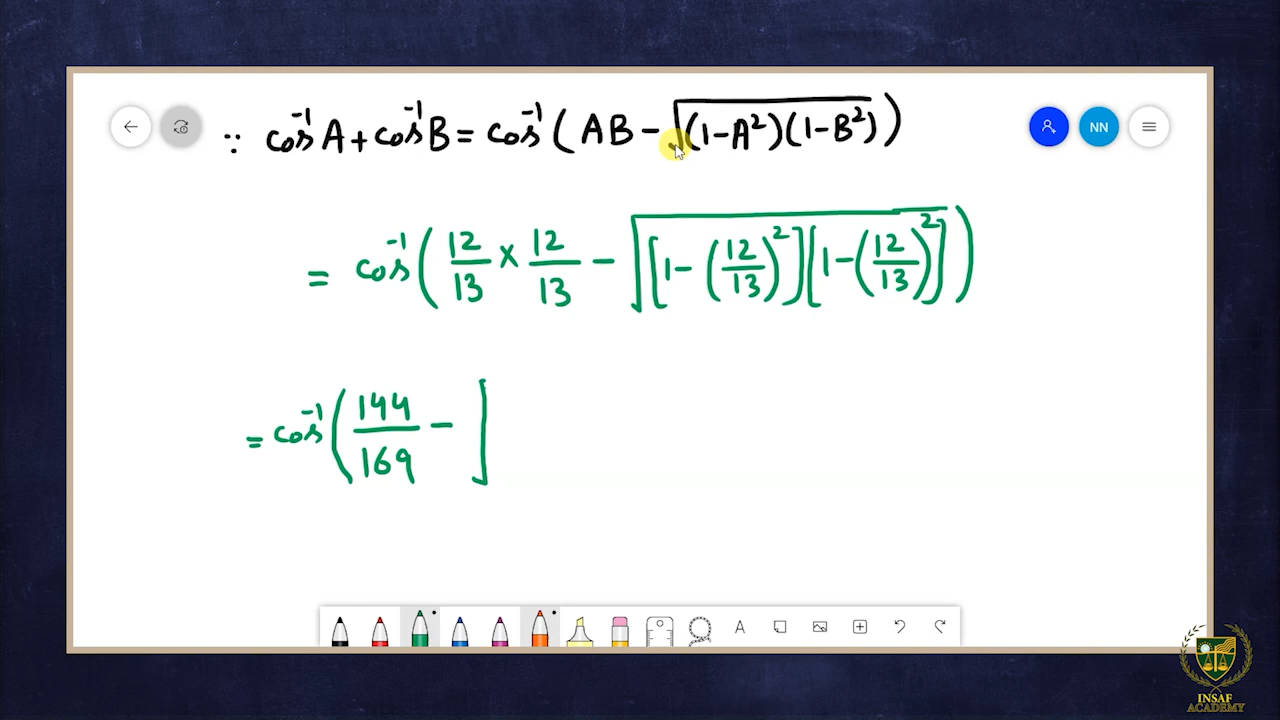 ∵ cos⁻¹A + cos⁻¹B = cos⁻¹(AB − √(1−A²)(1−B²))
NN
= cos⁻¹(12/13 × 12/13 − √[1−(12/13)²][1−(12/13)²])
= cos⁻¹(144/169 −
A
INSAF
ACADEMY